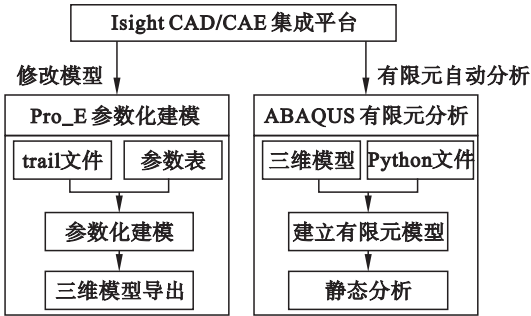 Isight CAD/CAE 集成平台
修改模型
有限元自动分析
Pro_E 参数化建模
ABAQUS 有限元分析
trail文件
参数表
三维模型
Python文件
参数化建模
建立有限元模型
三维模型导出
静态分析